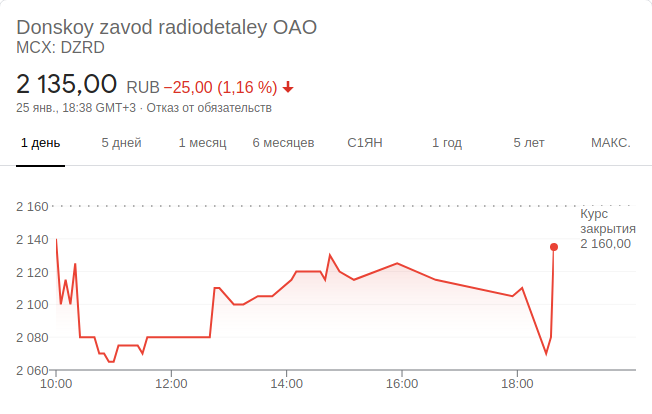 Donskoy zavod radiodetaley OAO
MCX: DZRD
2 135,00 RUB −25,00 (1,16 %)
25 янв., 18:38 GMT+3 · Отказ от обязательств
1 день 5 дней 1 месяц 6 месяцев С1ЯН 1 год 5 лет МАКС.
2 160
Курс
закрытия
2 160,00
2 140
2 120
2 100
2 080
2 060
10:00 12:00 14:00 16:00 18:00